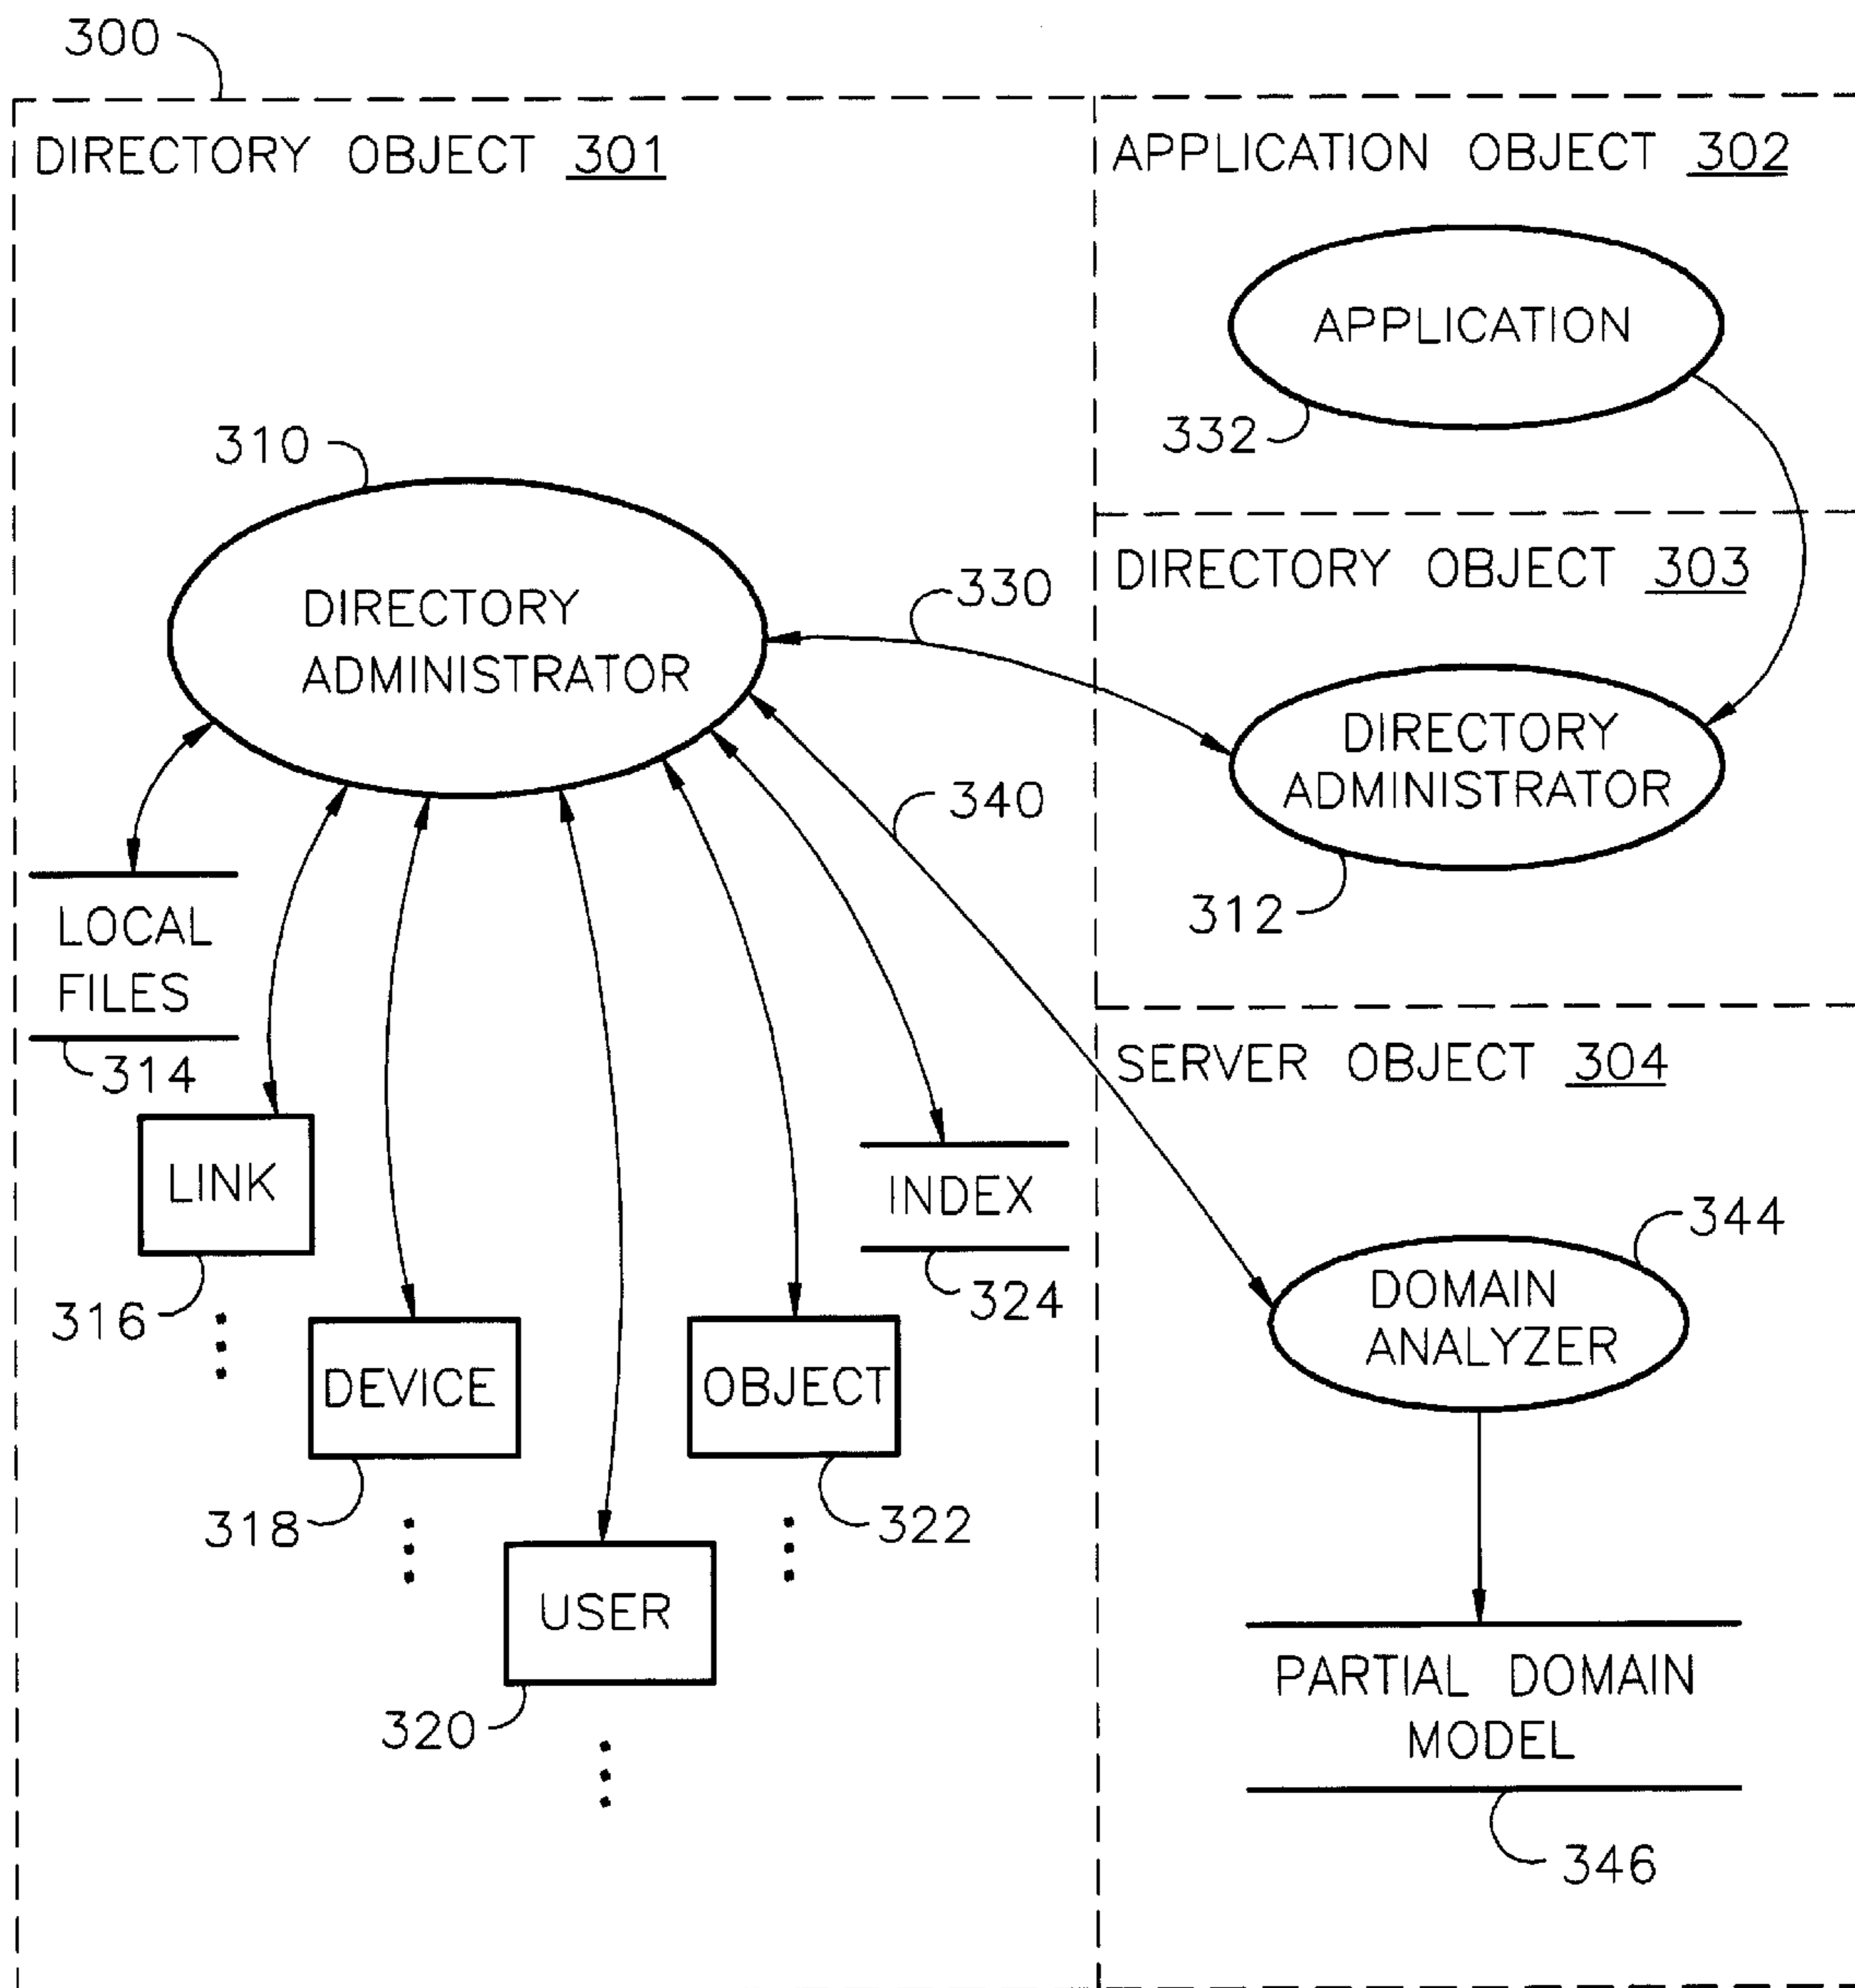 300
DIRECTORY OBJECT 301
APPLICATION OBJECT 302
APPLICATION
332
310
DIRECTORY
ADMINISTRATOR
330
DIRECTORY OBJECT 303
DIRECTORY
ADMINISTRATOR
312
340
LOCAL
FILES
314
LINK
316
DEVICE
318
USER
320
OBJECT
322
INDEX
324
SERVER OBJECT 304
344
DOMAIN
ANALYZER
PARTIAL DOMAIN
MODEL
346